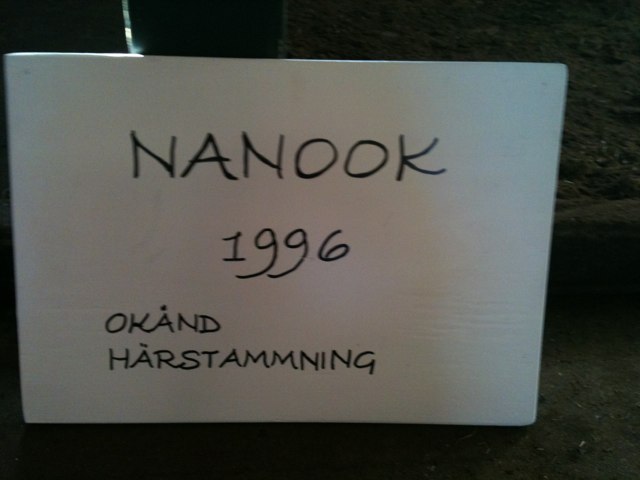 NANOOK
1996
OKÅND
HÄRSTAMMNING